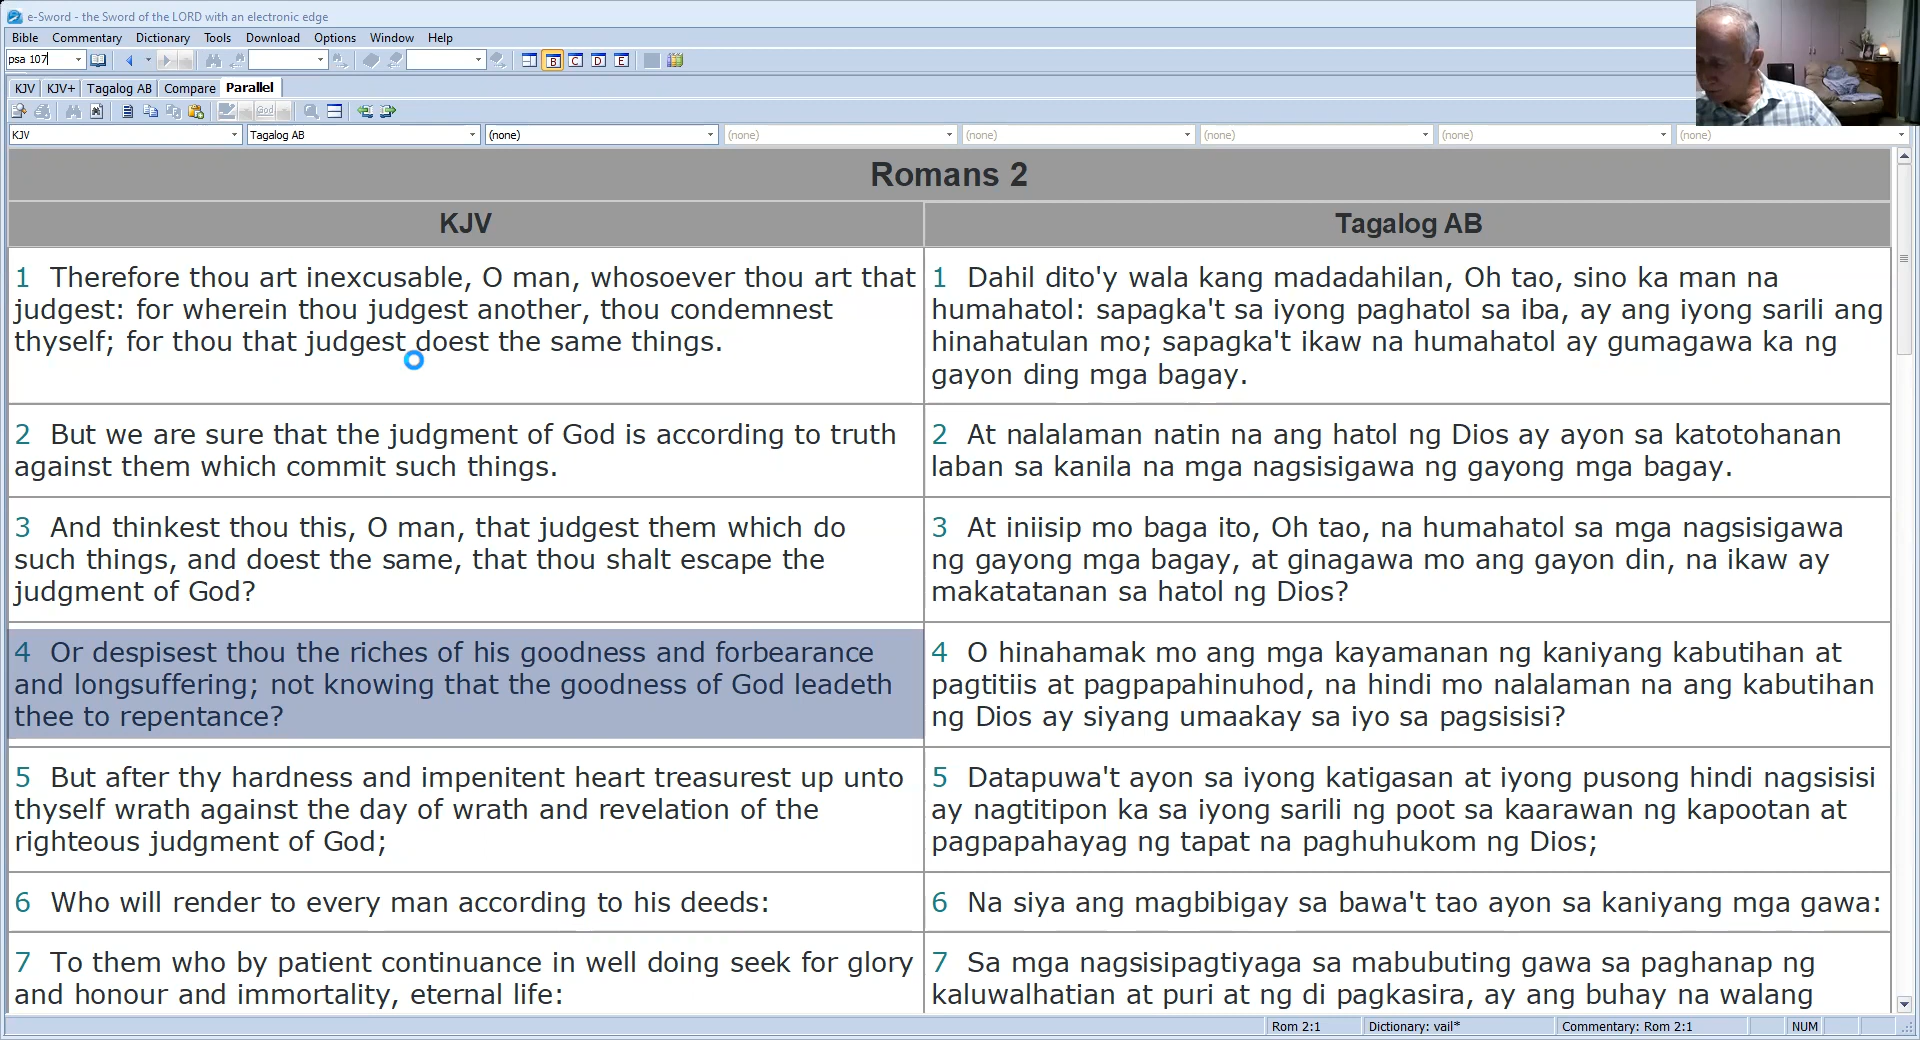 e-Sword - the Sword of the LORD with an electronic edge
Bible Commentary Dictionary Tools Download Options Window Help
psa 107
B C D E
KJV KJV+ Tagalog AB Compare Parallel
God
KJV Tagalog AB (none) (none) (none) (none) (none) (none)
Romans 2
KJV
1 Therefore thou art inexcusable, O man, whosoever thou art that
judgest: for wherein thou judgest another, thou condemnest
thyself; for thou that judgest doest the same things.
2 But we are sure that the judgment of God is according to truth
against them which commit such things.
3 And thinkest thou this, O man, that judgest them which do
such things, and doest the same, that thou shalt escape the
judgment of God?
4 Or despisest thou the riches of his goodness and forbearance
and longsuffering; not knowing that the goodness of God leadeth
thee to repentance?
5 But after thy hardness and impenitent heart treasurest up unto
thyself wrath against the day of wrath and revelation of the
righteous judgment of God;
6 Who will render to every man according to his deeds:
7 To them who by patient continuance in well doing seek for glory
and honour and immortality, eternal life:
Tagalog AB
1 Dahil dito'y wala kang madadahilan, Oh tao, sino ka man na
humahatol: sapagka't sa iyong paghatol sa iba, ay ang iyong sarili ang
hinahatulan mo; sapagka't ikaw na humahatol ay gumagawa ka ng
gayon ding mga bagay.
2 At nalalaman natin na ang hatol ng Dios ay ayon sa katotohanan
laban sa kanila na mga nagsisigawa ng gayong mga bagay.
3 At iniisip mo baga ito, Oh tao, na humahatol sa mga nagsisigawa
ng gayong mga bagay, at ginagawa mo ang gayon din, na ikaw ay
makatatanan sa hatol ng Dios?
4 O hinahamak mo ang mga kayamanan ng kaniyang kabutihan at
pagtitiis at pagpapahinuhod, na hindi mo nalalaman na ang kabutihan
ng Dios ay siyang umaakay sa iyo sa pagsisisi?
5 Datapuwa't ayon sa iyong katigasan at iyong pusong hindi nagsisisi
ay nagtitipon ka sa iyong sarili ng poot sa kaarawan ng kapootan at
pagpapahayag ng tapat na paghuhukom ng Dios;
6 Na siya ang magbibigay sa bawa't tao ayon sa kaniyang mga gawa:
7 Sa mga nagsisipagtiyaga sa mabubuting gawa sa paghanap ng
kaluwalhatian at puri at ng di pagkasira, ay ang buhay na walang
Rom 2:1 Dictionary: vail* Commentary: Rom 2:1 NUM